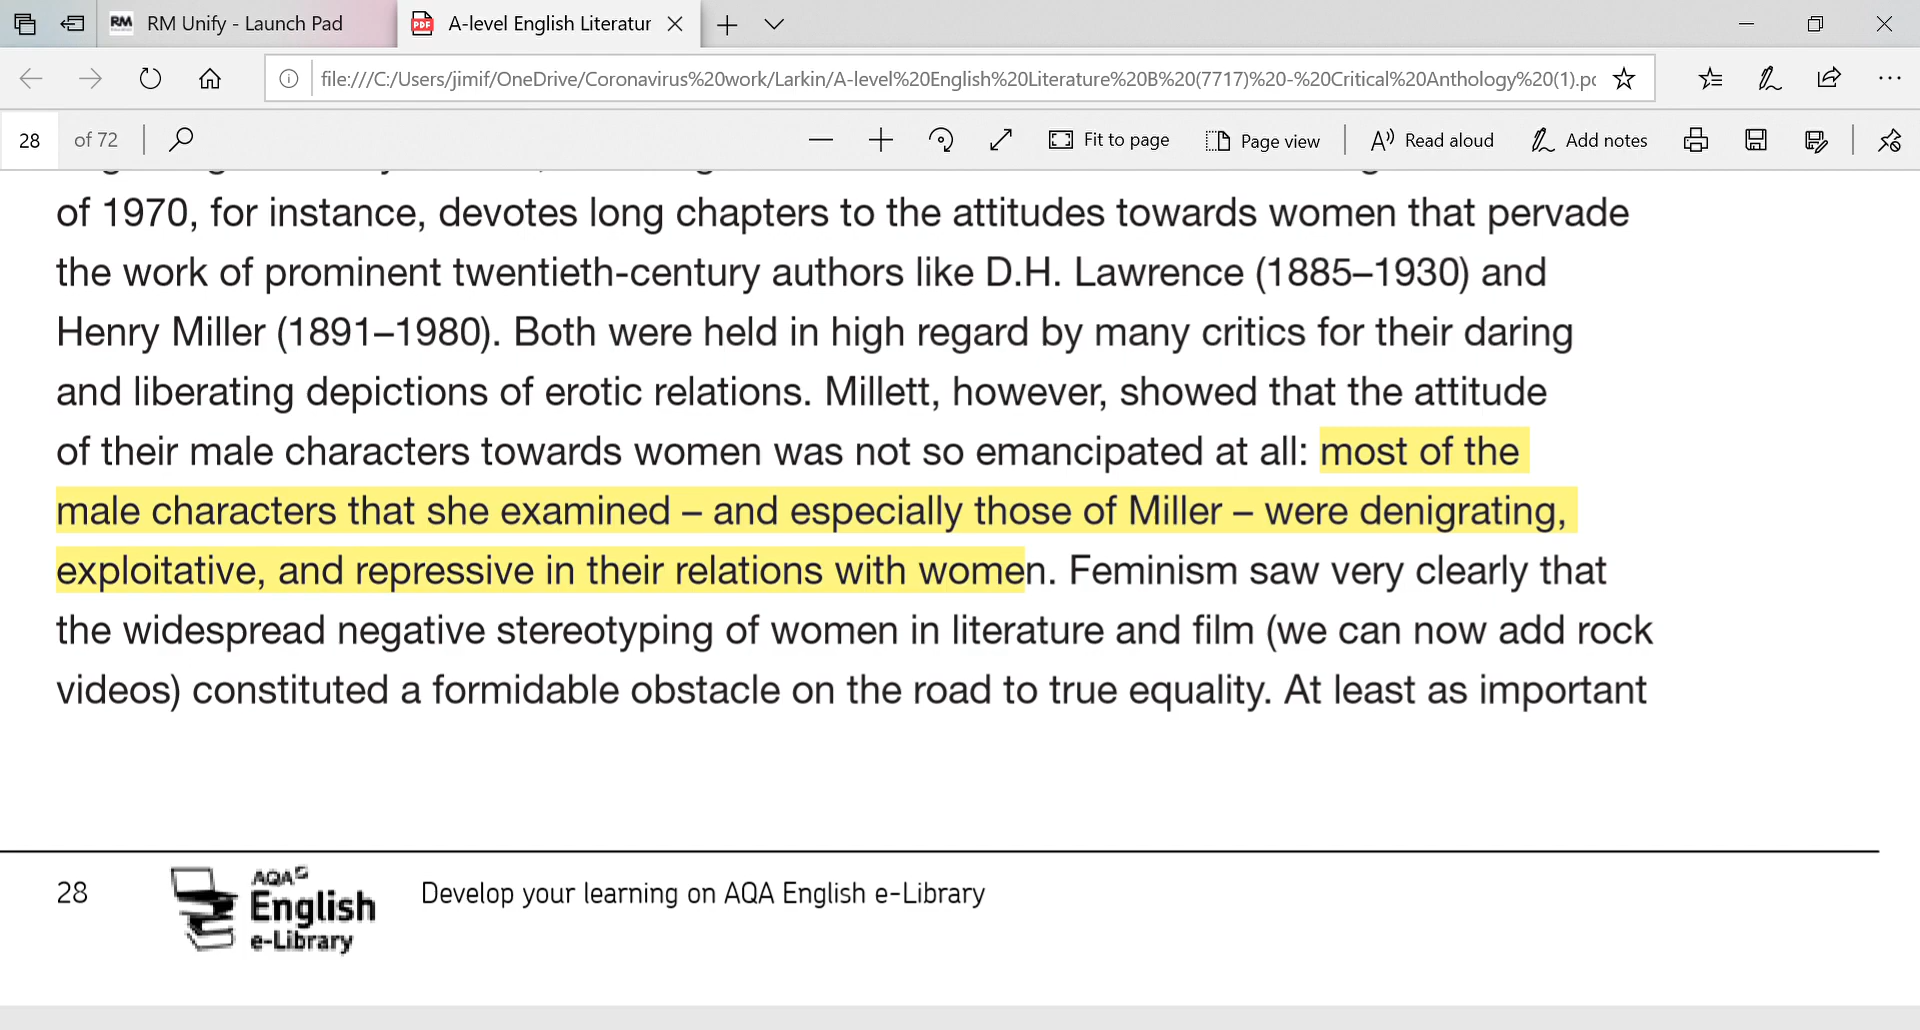 RM Unify - Launch Pad
PDF A-level English Literatur
file:///C:/Users/jimif/OneDrive/Coronavirus%20work/Larkin/A-level%20English%20Literature%20B%20(7717)%20-%20Critical%20Anthology%20(1).pc
28 of 72 Fit to page Page view Read aloud Add notes
of 1970, for instance, devotes long chapters to the attitudes towards women that pervade
the work of prominent twentieth-century authors like D.H. Lawrence (1885–1930) and
Henry Miller (1891–1980). Both were held in high regard by many critics for their daring
and liberating depictions of erotic relations. Millett, however, showed that the attitude
of their male characters towards women was not so emancipated at all: most of the
male characters that she examined – and especially those of Miller – were denigrating,
exploitative, and repressive in their relations with women. Feminism saw very clearly that
the widespread negative stereotyping of women in literature and film (we can now add rock
videos) constituted a formidable obstacle on the road to true equality. At least as important
28
AQA
English
e-Library
Develop your learning on AQA English e-Library